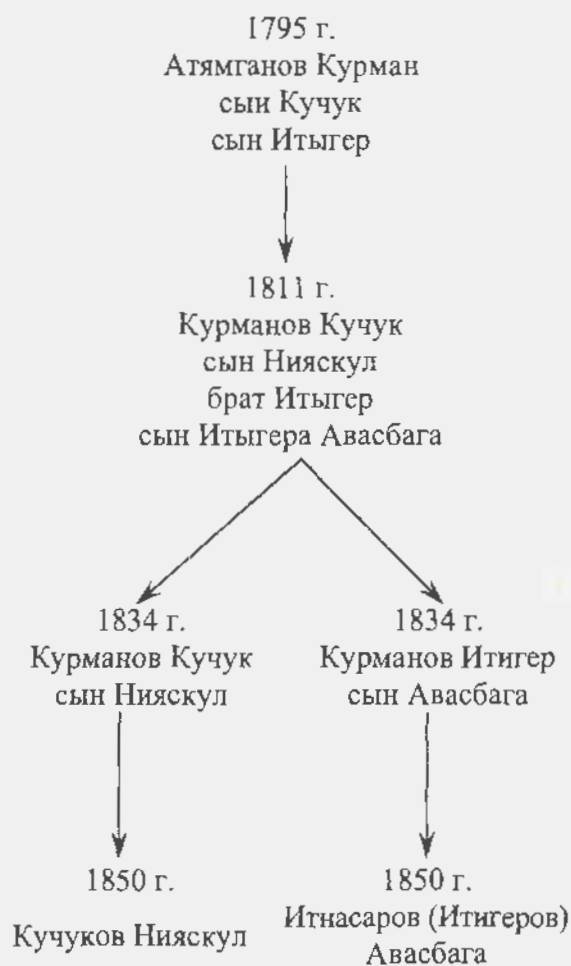 1795 г.
Атямганов Курман
сын Кучук
сын Итыгер
1811 г.
Курманов Кучук
сын Нияскул
брат Итыгер
сын Итыгера Авасбага
1834 г.
Курманов Кучук
сын Нияскул
1834 г.
Курманов Итигер
сын Авасбага
1850 г.
Кучуков Нияскул
1850 г.
Итнасаров (Итигеров)
Авасбага